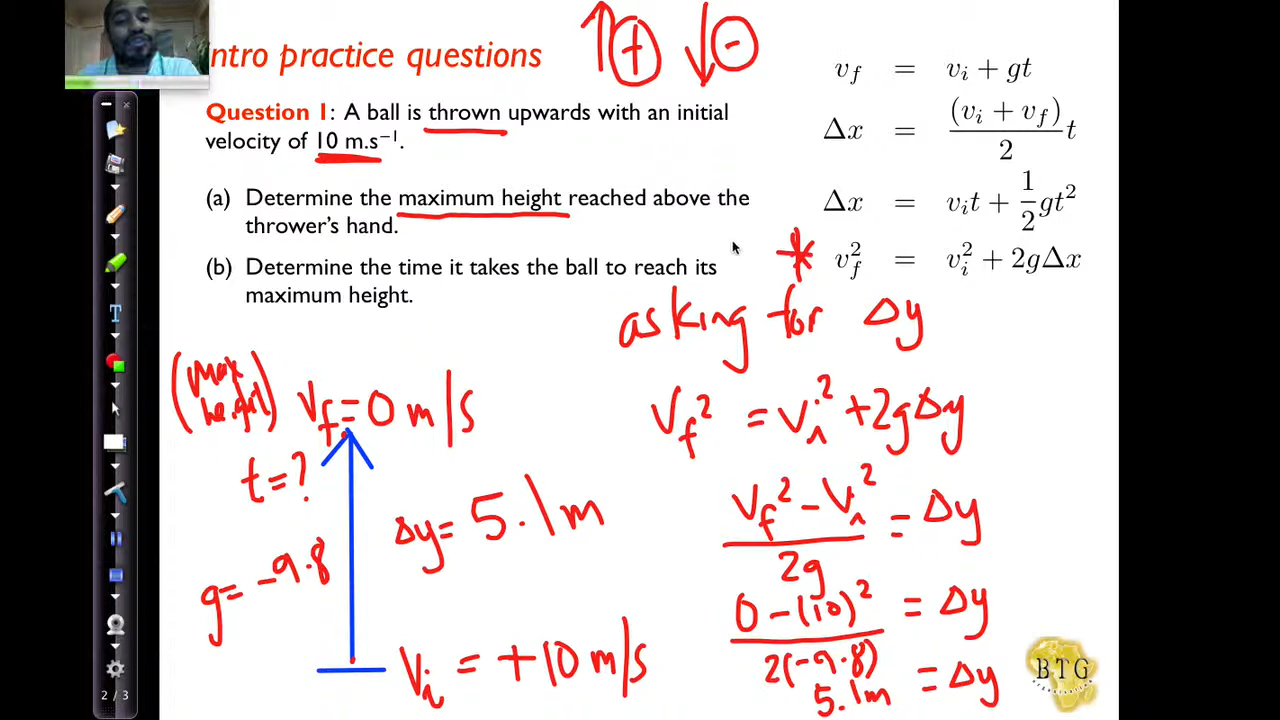 ntro practice questions
+ -
Question 1: A ball is thrown upwards with an initial
velocity of 10 m.s⁻¹.
(a) Determine the maximum height reached above the
thrower's hand.
(b) Determine the time it takes the ball to reach its
maximum height.
v_f = v_i + gt
Δx = (v_i + v_f)/2 t
Δx = v_i t + 1/2 gt²
* v_f² = v_i² + 2gΔx
asking for Δy
(max
height)
v_f = 0 m/s
t = ?
Δy = 5.1m
g = -9.8
v_i = +10 m/s
v_f² = v_i² + 2gΔy
(v_f² - v_i²)/2g = Δy
(0 - (10)²)/2(-9.8) = Δy
5.1m = Δy
BTG
2 / 3
T